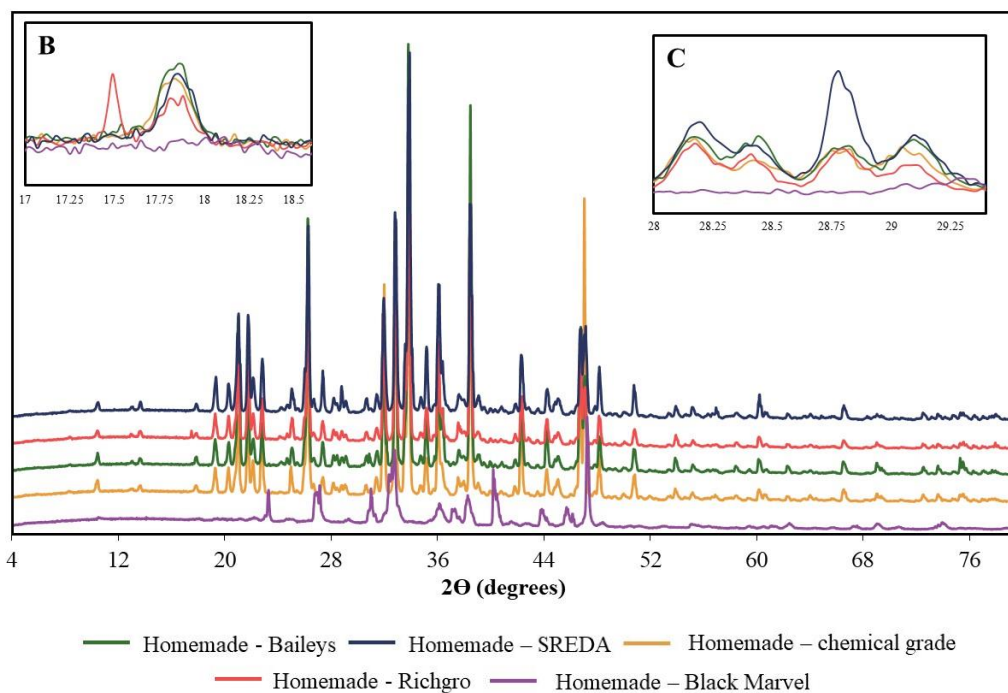 B
17 17.25 17.5 17.75 18 18.25 18.5
C
28 28.25 28.5 28.75 29 29.25
4 12 20 28 36 44 52 60 68 76
2Ɵ (degrees)
Homemade - Baileys Homemade – SREDA Homemade – chemical grade
Homemade - Richgro Homemade – Black Marvel